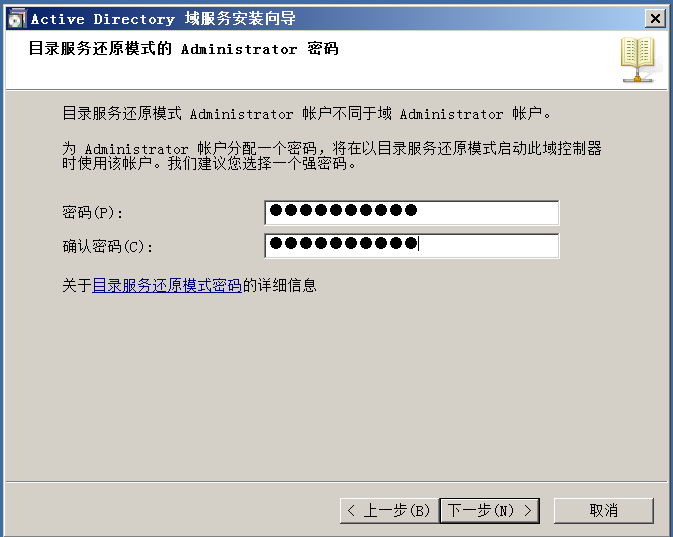 Active Directory 域服务安装向导
目录服务还原模式的 Administrator 密码
目录服务还原模式 Administrator 帐户不同于域 Administrator 帐户。
为 Administrator 帐户分配一个密码，将在以目录服务还原模式启动此域控制器
时使用该帐户。我们建议您选择一个强密码。
密码(P):
●●●●●●●●●●
确认密码(C):
●●●●●●●●●●
关于目录服务还原模式密码的详细信息
< 上一步(B)
下一步(N) >
取消